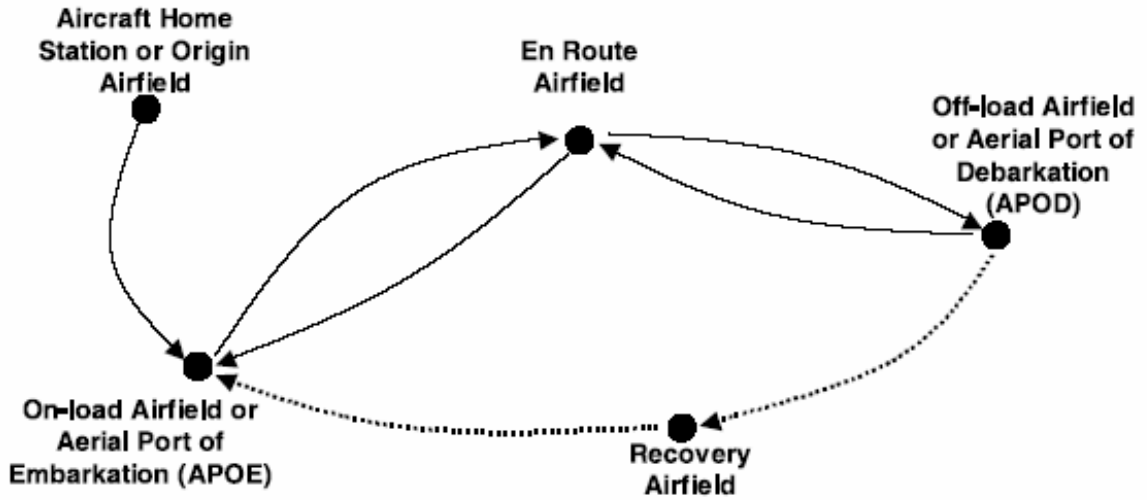 Aircraft Home
Station or Origin
Airfield
En Route
Airfield
Off-load Airfield
or Aerial Port of
Debarkation
(APOD)
On-load Airfield or
Aerial Port of
Embarkation (APOE)
Recovery
Airfield